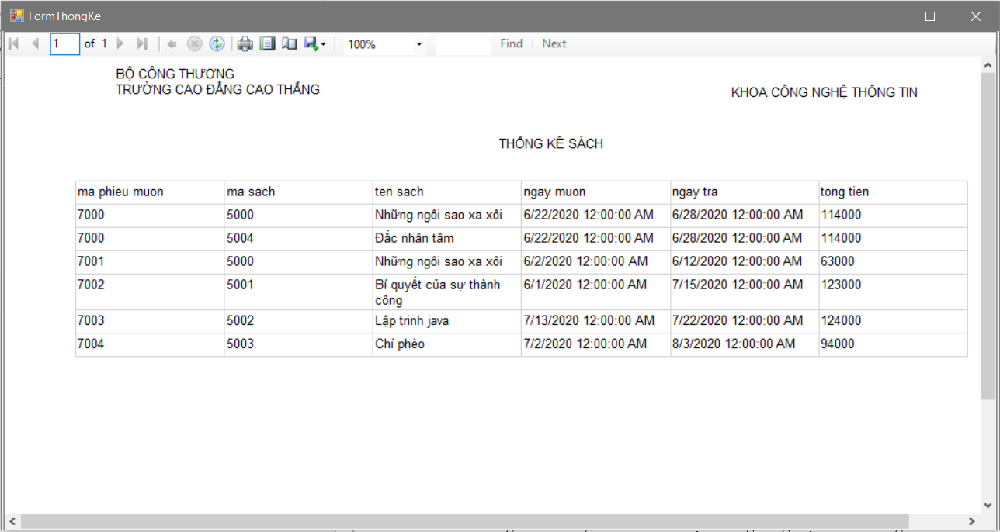 FormThongKe
1 of 1 100% Find | Next
BỘ CÔNG THƯƠNG
TRƯỜNG CAO ĐẲNG CAO THẮNG
KHOA CÔNG NGHỆ THÔNG TIN
THỐNG KÊ SÁCH
ma phieu muon ma sach ten sach ngay muon ngay tra tong tien
7000 5000 Những ngôi sao xa xôi 6/22/2020 12:00:00 AM 6/28/2020 12:00:00 AM 114000
7000 5004 Đắc nhân tâm 6/22/2020 12:00:00 AM 6/28/2020 12:00:00 AM 114000
7001 5000 Những ngôi sao xa xôi 6/2/2020 12:00:00 AM 6/12/2020 12:00:00 AM 63000
7002 5001 Bí quyết của sự thành 6/1/2020 12:00:00 AM 7/15/2020 12:00:00 AM 123000
công
7003 5002 Lập trinh java 7/13/2020 12:00:00 AM 7/22/2020 12:00:00 AM 124000
7004 5003 Chí phèo 7/2/2020 12:00:00 AM 8/3/2020 12:00:00 AM 94000